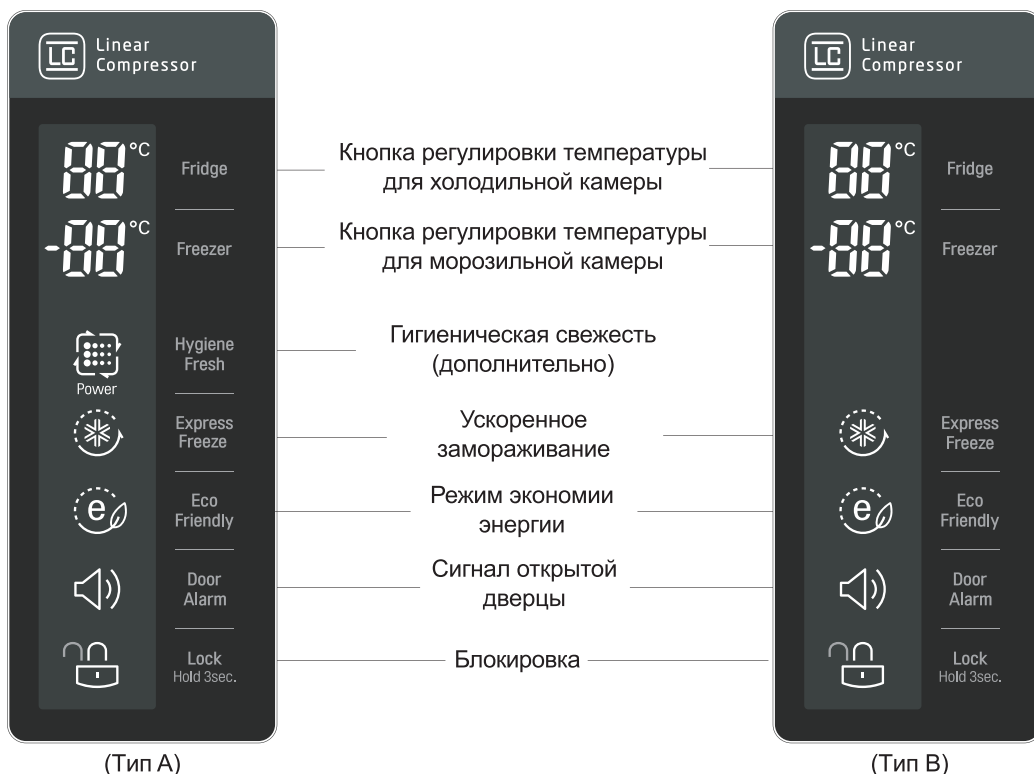 Linear
Compressor
88 °C
Fridge
-88 °C
Freezer
Hygiene
Fresh
Power
Express
Freeze
e
Eco
Friendly
Door
Alarm
Lock
Hold 3sec.
(Тип A)
Кнопка регулировки температуры
для холодильной камеры
Кнопка регулировки температуры
для морозильной камеры
Гигиеническая свежесть
(дополнительно)
Ускоренное
замораживание
Режим экономии
энергии
Сигнал открытой
дверцы
Блокировка
LC
Linear
Compressor
88 °C
Fridge
-88 °C
Freezer
Express
Freeze
e
Eco
Friendly
Door
Alarm
Lock
Hold 3sec.
(Тип B)